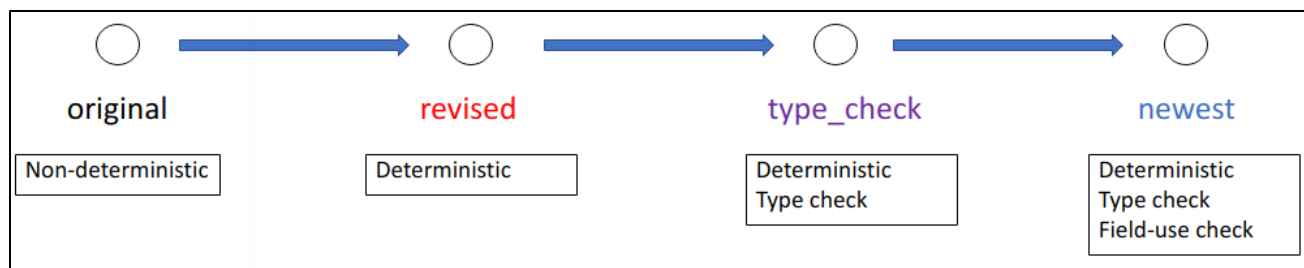 original
revised
type_check
newest
Non-deterministic
Deterministic
Deterministic
Type check
Deterministic
Type check
Field-use check